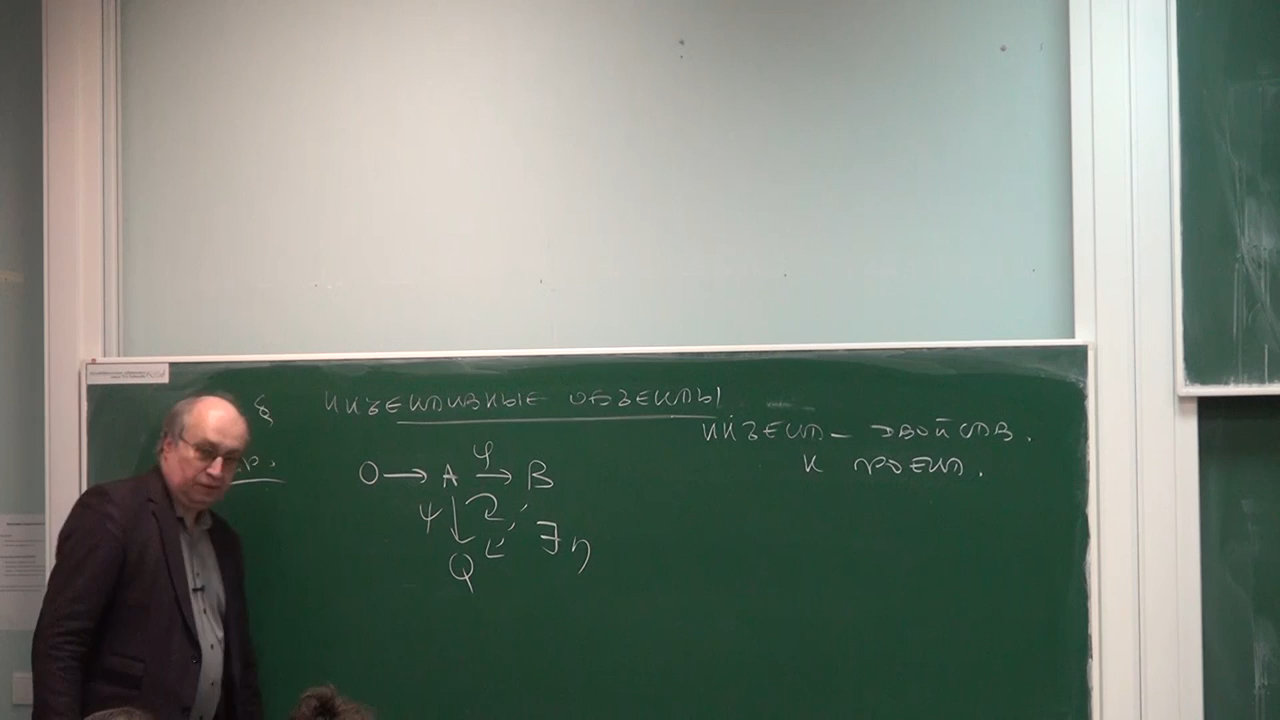 § ИНЪЕКТИВНЫЕ ОБЪЕКТЫ
ИНЪЕКТ – ДВОЙСТВ.
К ПРОЕКТ.
0 → A → B
φ
ψ
Q
∃ η